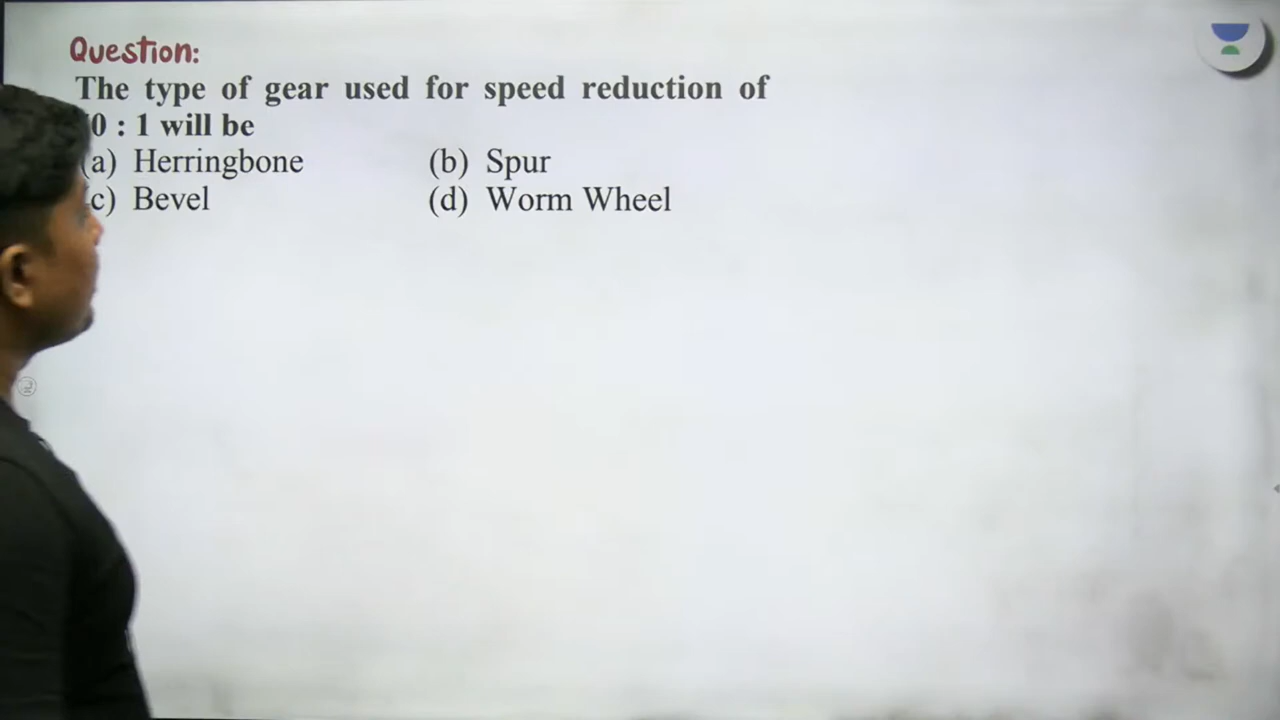 Question:
The type of gear used for speed reduction of
0 : 1 will be
a) Herringbone (b) Spur
c) Bevel (d) Worm Wheel